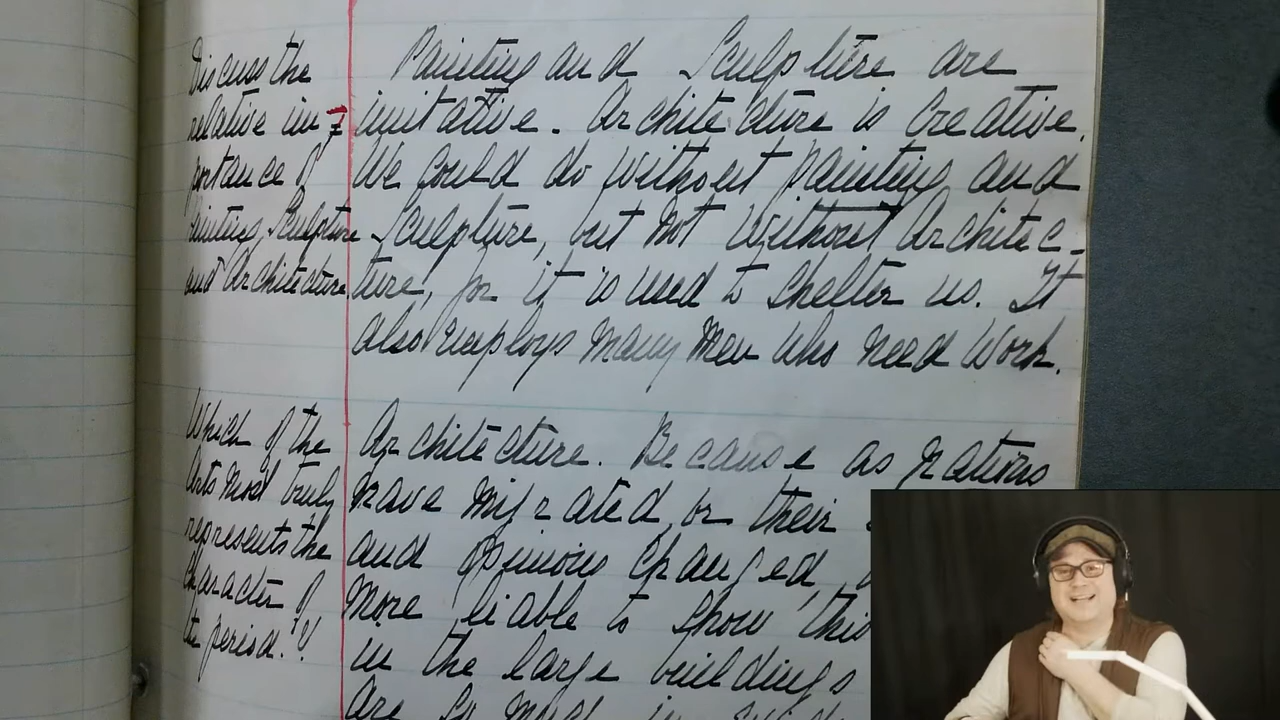 Discuss the
relative im-
portance of
Painting, Sculpture
and Architecture
Painting and Sculpture are
imitative. Architecture is Creative.
We could do without Painting and
Sculpture, but not Without Architec-
ture, for it is used to Shelter us. It
also employs Many Men Who need Work.
Which of the
Arts most truly
represents the
Character of
the period?
Architecture. Because as nations
have migrated, or their
and opinions changed,
More liable to show this
in the large buildings
are so much in